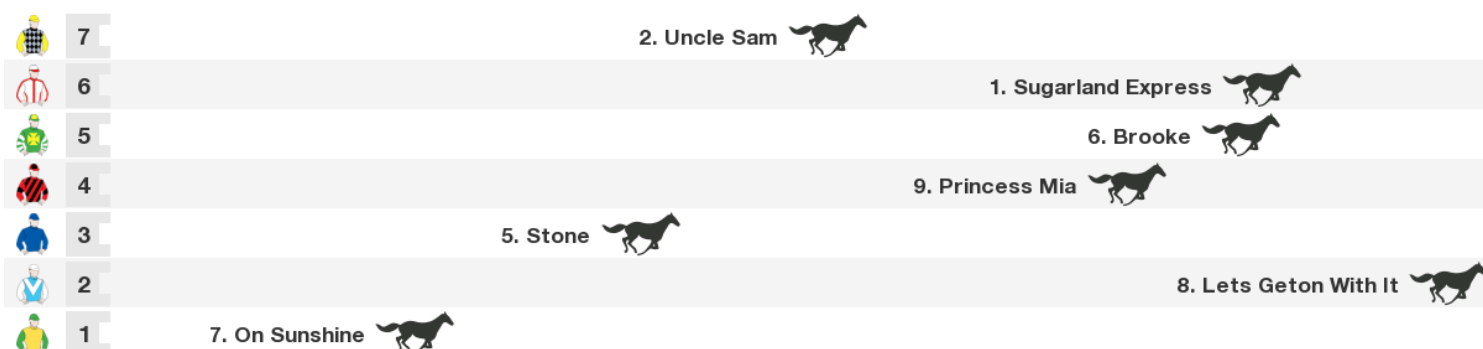 7 2. Uncle Sam
6 1. Sugarland Express
5 6. Brooke
4 9. Princess Mia
3 5. Stone
2 8. Lets Geton With It
1 7. On Sunshine